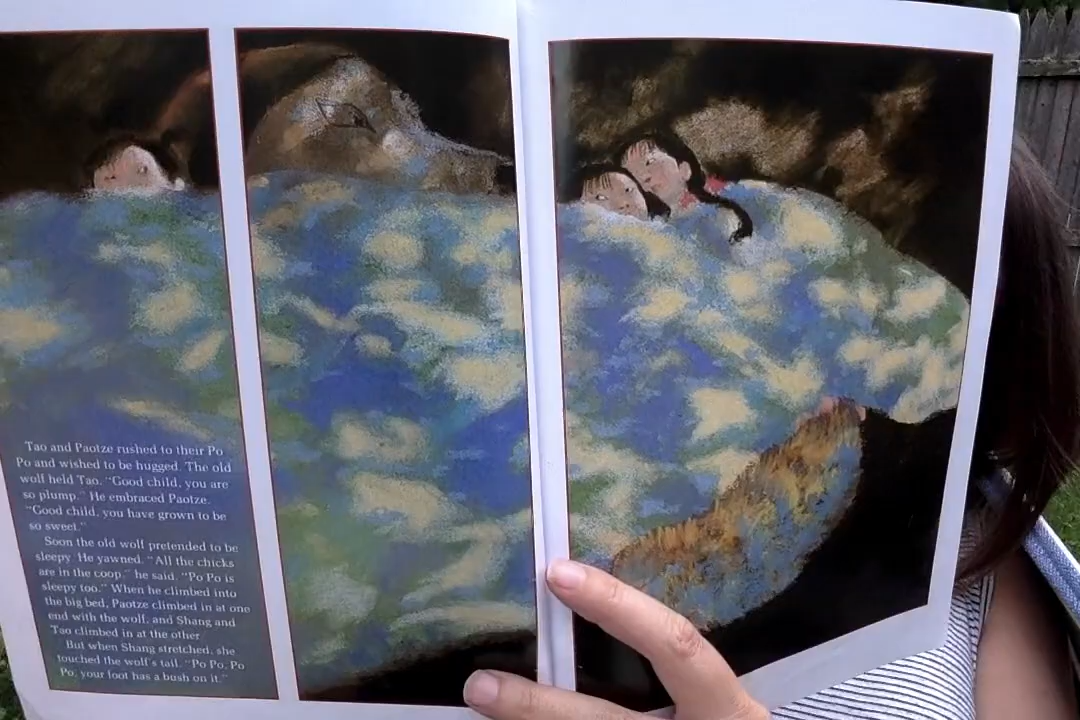 Tao and Paotze rushed to their Po
Po and wished to be hugged. The old
wolf held Tao. "Good child, you are
so plump." He embraced Paotze.
"Good child, you have grown to be
so sweet."
Soon the old wolf pretended to be
sleepy. He yawned. "All the chicks
are in the coop," he said. "Po Po is
sleepy too." When he climbed into
the big bed, Paotze climbed in at one
end with the wolf, and Shang and
Tao climbed in at the other.
But when Shang stretched, she
touched the wolf's tail. "Po Po, Po
Po, your foot has a bush on it."